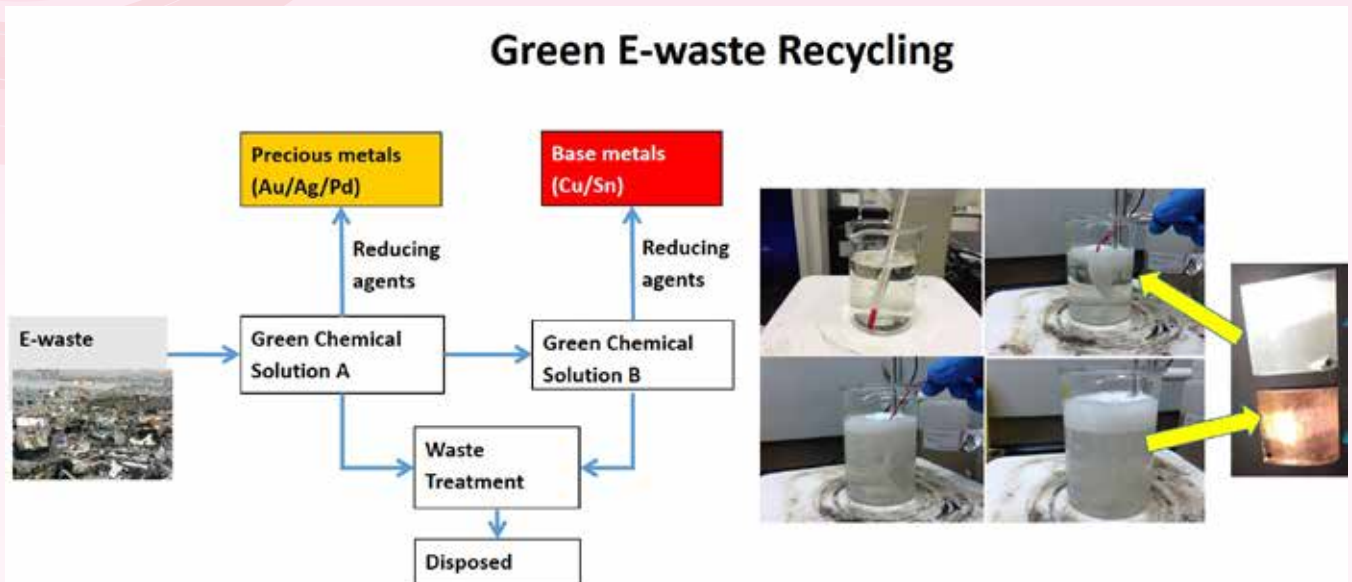 Green E-waste Recycling
Precious metals
(Au/Ag/Pd)
Base metals
(Cu/Sn)
Reducing
agents
Reducing
agents
E-waste
Green Chemical
Solution A
Green Chemical
Solution B
Waste
Treatment
Disposed